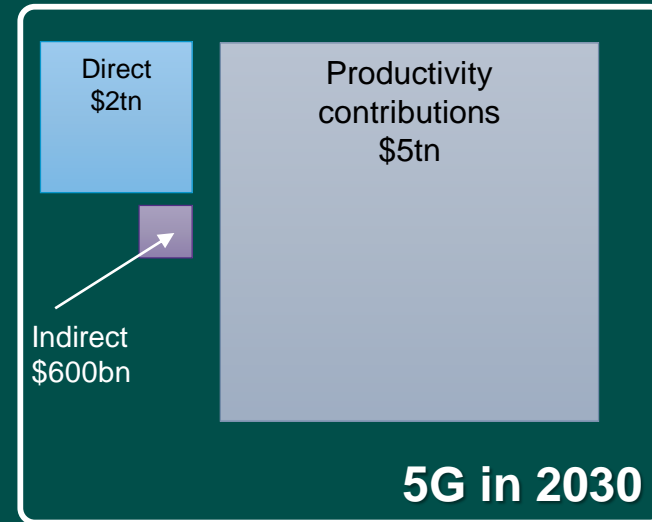 Direct
$2tn
Productivity
contributions
$5tn
Indirect
$600bn
5G in 2030